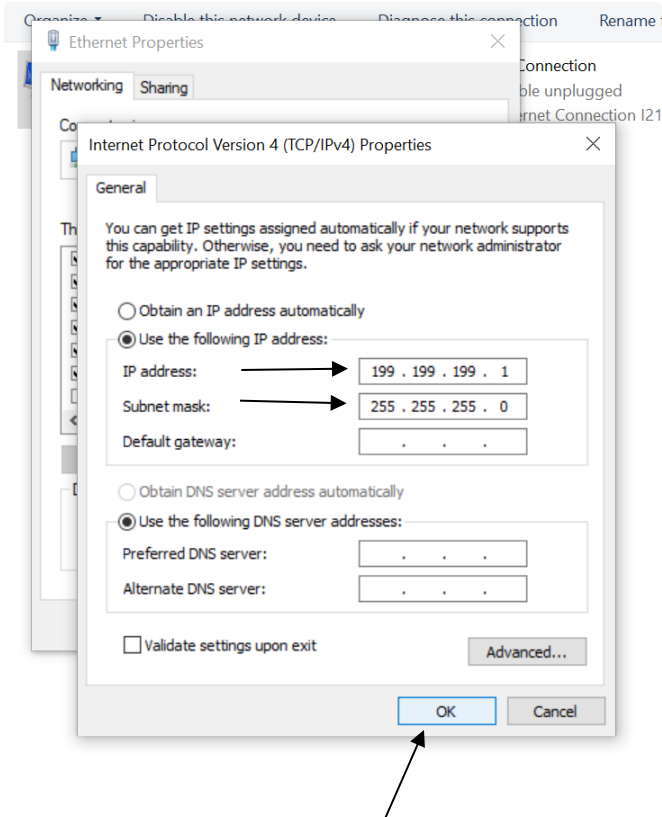 Organize Disable this network device Diagnose this connection Rename
Ethernet Properties
Connection
ble unplugged
ernet Connection I21
Networking Sharing
Co
Internet Protocol Version 4 (TCP/IPv4) Properties
General
Th
You can get IP settings assigned automatically if your network supports
this capability. Otherwise, you need to ask your network administrator
for the appropriate IP settings.
Obtain an IP address automatically
Use the following IP address:
IP address: 199 . 199 . 199 . 1
Subnet mask: 255 . 255 . 255 . 0
Default gateway: . . .
Obtain DNS server address automatically
Use the following DNS server addresses:
Preferred DNS server: . . .
Alternate DNS server: . . .
Validate settings upon exit
Advanced...
OK Cancel